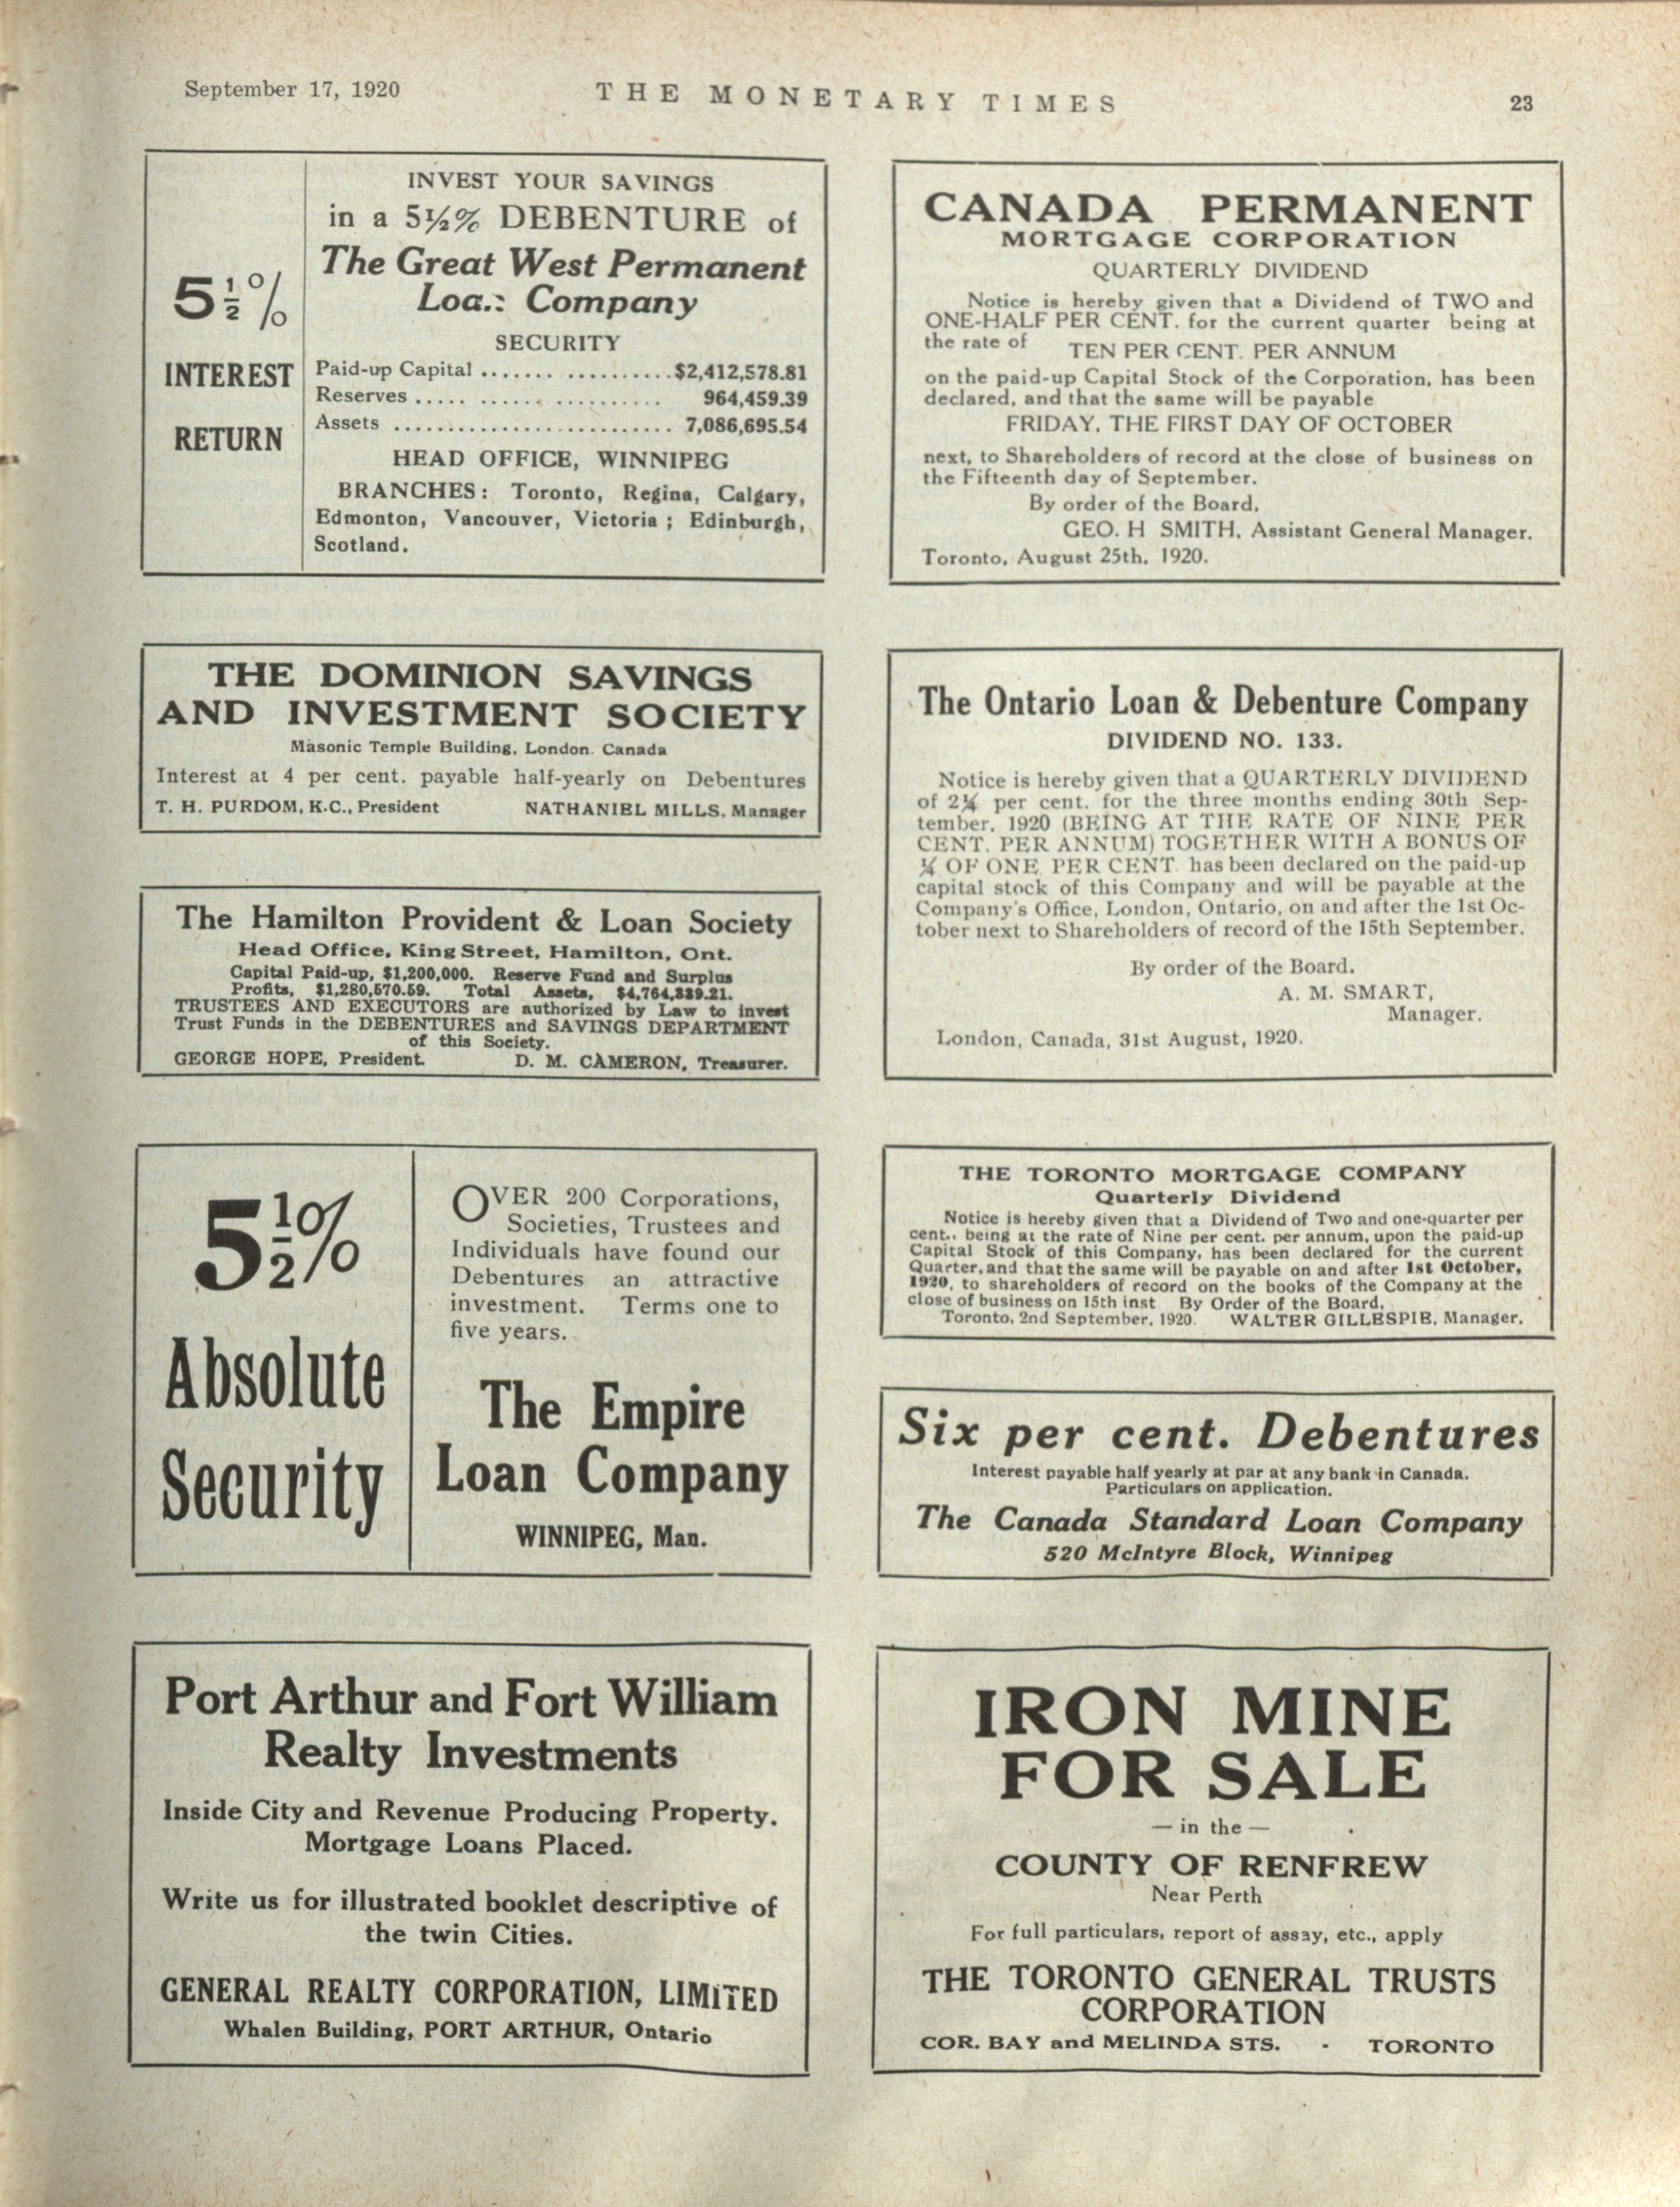 September 17, 1920
THE MONETARY TIMES
23
5½%
INTEREST
RETURN
INVEST YOUR SAVINGS
in a 5½% DEBENTURE of
The Great West Permanent
Loa.: Company
SECURITY
Paid-up Capital ....... ..........$2,412,578.81
Reserves ..... ...... .......... 964,459.39
Assets .......................... 7,086,695.54
HEAD OFFICE, WINNIPEG
BRANCHES: Toronto, Regina, Calgary,
Edmonton, Vancouver, Victoria; Edinburgh,
Scotland.
THE DOMINION SAVINGS
AND INVESTMENT SOCIETY
Masonic Temple Building, London. Canada
Interest at 4 per cent. payable half-yearly on Debentures
T. H. PURDOM, K.C., President NATHANIEL MILLS, Manager
The Hamilton Provident & Loan Society
Head Office, King Street, Hamilton, Ont.
Capital Paid-up, $1,200,000. Reserve Fund and Surplus
Profits, $1,280,570.59. Total Assets, $4,764,339.21.
TRUSTEES AND EXECUTORS are authorized by Law to invest
Trust Funds in the DEBENTURES and SAVINGS DEPARTMENT
of this Society.
GEORGE HOPE, President. D. M. CAMERON, Treasurer.
5½%
Absolute
Security
OVER 200 Corporations,
Societies, Trustees and
Individuals have found our
Debentures an attractive
investment. Terms one to
five years.
The Empire
Loan Company
WINNIPEG, Man.
Port Arthur and Fort William
Realty Investments
Inside City and Revenue Producing Property.
Mortgage Loans Placed.
Write us for illustrated booklet descriptive of
the twin Cities.
GENERAL REALTY CORPORATION, LIMITED
Whalen Building, PORT ARTHUR, Ontario
CANADA PERMANENT
MORTGAGE CORPORATION
QUARTERLY DIVIDEND
Notice is hereby given that a Dividend of TWO and
ONE-HALF PER CENT. for the current quarter being at
the rate of
TEN PER CENT. PER ANNUM
on the paid-up Capital Stock of the Corporation, has been
declared, and that the same will be payable
FRIDAY, THE FIRST DAY OF OCTOBER
next, to Shareholders of record at the close of business on
the Fifteenth day of September.
By order of the Board,
GEO. H SMITH, Assistant General Manager.
Toronto, August 25th, 1920.
The Ontario Loan & Debenture Company
DIVIDEND NO. 133.
Notice is hereby given that a QUARTERLY DIVIDEND
of 2¼ per cent. for the three months ending 30th Sep-
tember, 1920 (BEING AT THE RATE OF NINE PER
CENT. PER ANNUM) TOGETHER WITH A BONUS OF
¼ OF ONE PER CENT. has been declared on the paid-up
capital stock of this Company and will be payable at the
Company's Office, London, Ontario, on and after the 1st Oc-
tober next to Shareholders of record of the 15th September.
By order of the Board.
A. M. SMART,
Manager.
London, Canada, 31st August, 1920.
THE TORONTO MORTGAGE COMPANY
Quarterly Dividend
Notice is hereby given that a Dividend of Two and one-quarter per
cent., being at the rate of Nine per cent. per annum, upon the paid-up
Capital Stock of this Company, has been declared for the current
Quarter, and that the same will be payable on and after 1st October,
1920, to shareholders of record on the books of the Company at the
close of business on 15th inst. By Order of the Board,
Toronto, 2nd September, 1920. WALTER GILLESPIE, Manager.
Six per cent. Debentures
Interest payable half yearly at par at any bank in Canada.
Particulars on application.
The Canada Standard Loan Company
520 McIntyre Block, Winnipeg
IRON MINE
FOR SALE
— in the —
COUNTY OF RENFREW
Near Perth
For full particulars, report of assay, etc., apply
THE TORONTO GENERAL TRUSTS
CORPORATION
COR. BAY and MELINDA STS. - TORONTO